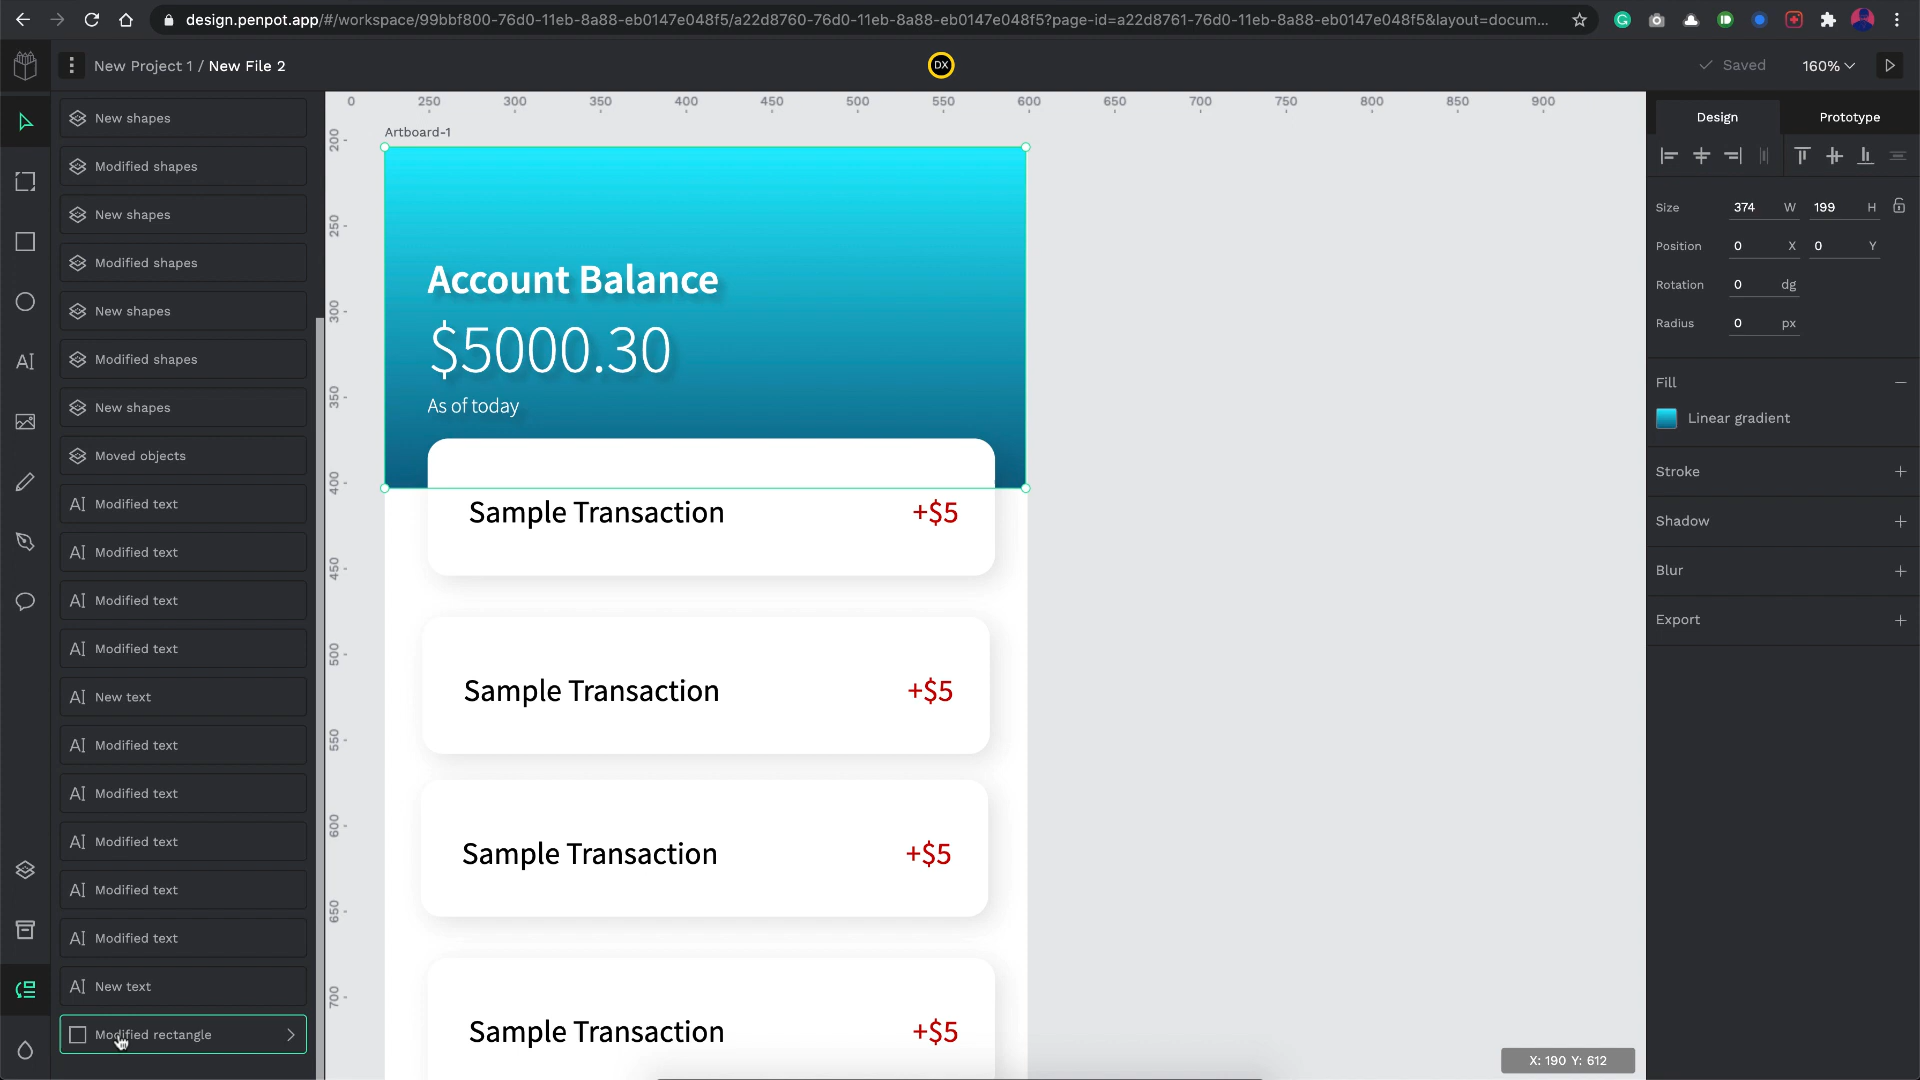 design.penpot.app/#/workspace/99bbf800-76d0-11eb-8a88-eb0147e048f5/a22d8760-76d0-11eb-8a88-eb0147e048f5?page-id=a22d8761-76d0-11eb-8a88-eb0147e048f5&layout=docum...
New Project 1 / New File 2
DX
Saved
160%
New shapes
Modified shapes
New shapes
Modified shapes
New shapes
Modified shapes
New shapes
Moved objects
Modified text
Modified text
Modified text
Modified text
New text
Modified text
Modified text
Modified text
Modified text
Modified text
New text
Modified rectangle
0 250 300 350 400 450 500 550 600 650 700 750 800 850 900
200
250
300
350
400
450
500
550
600
650
700
Artboard-1
Account Balance
$5000.30
As of today
Sample Transaction +$5
Sample Transaction +$5
Sample Transaction +$5
Sample Transaction +$5
X: 190 Y: 612
Design Prototype
Size 374 W 199 H
Position 0 X 0 Y
Rotation 0 dg
Radius 0 px
Fill
Linear gradient
Stroke
Shadow
Blur
Export